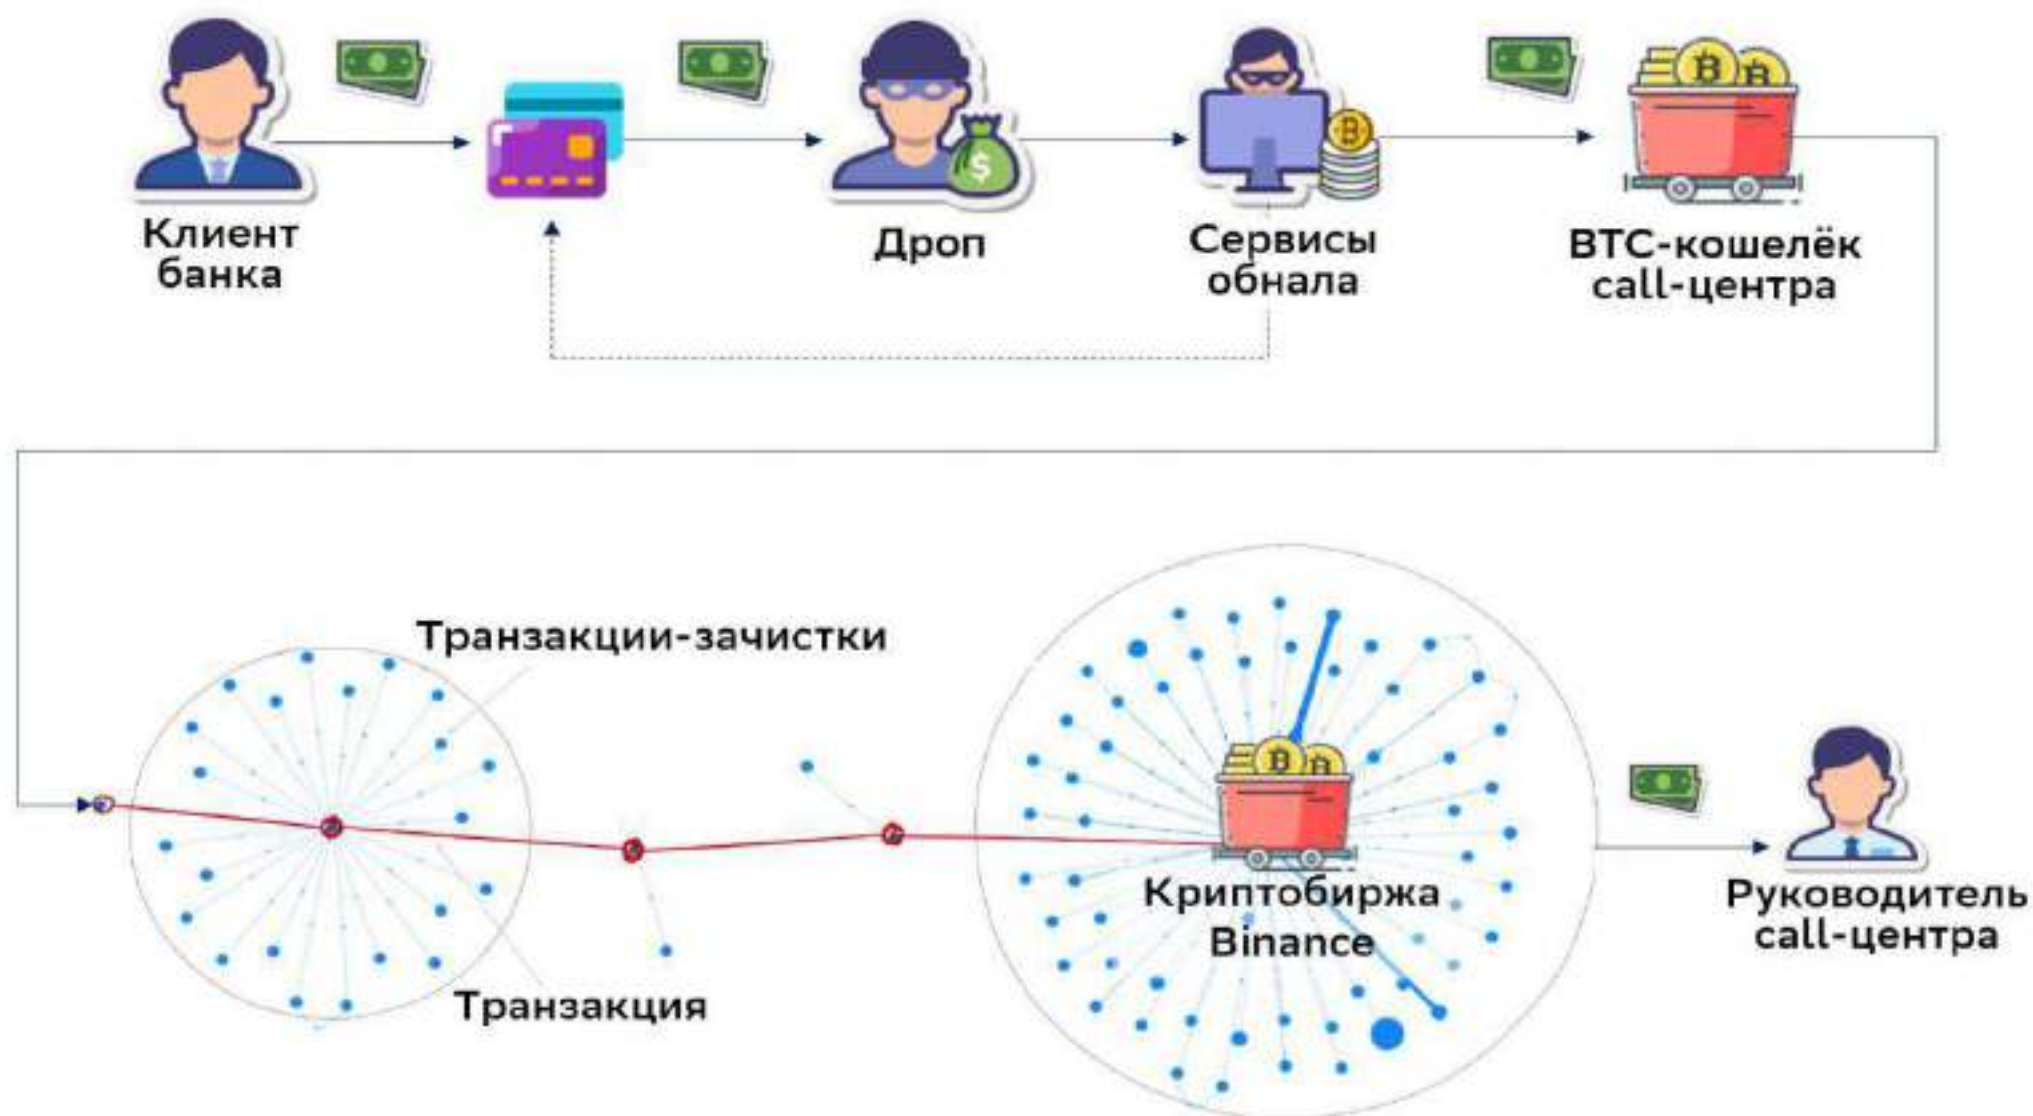 Клиент
банка
Дроп
Сервисы
обнала
BTC-кошелёк
call-центра
Транзакции-зачистки
Транзакция
Криптобиржа
Binance
Руководитель
call-центра